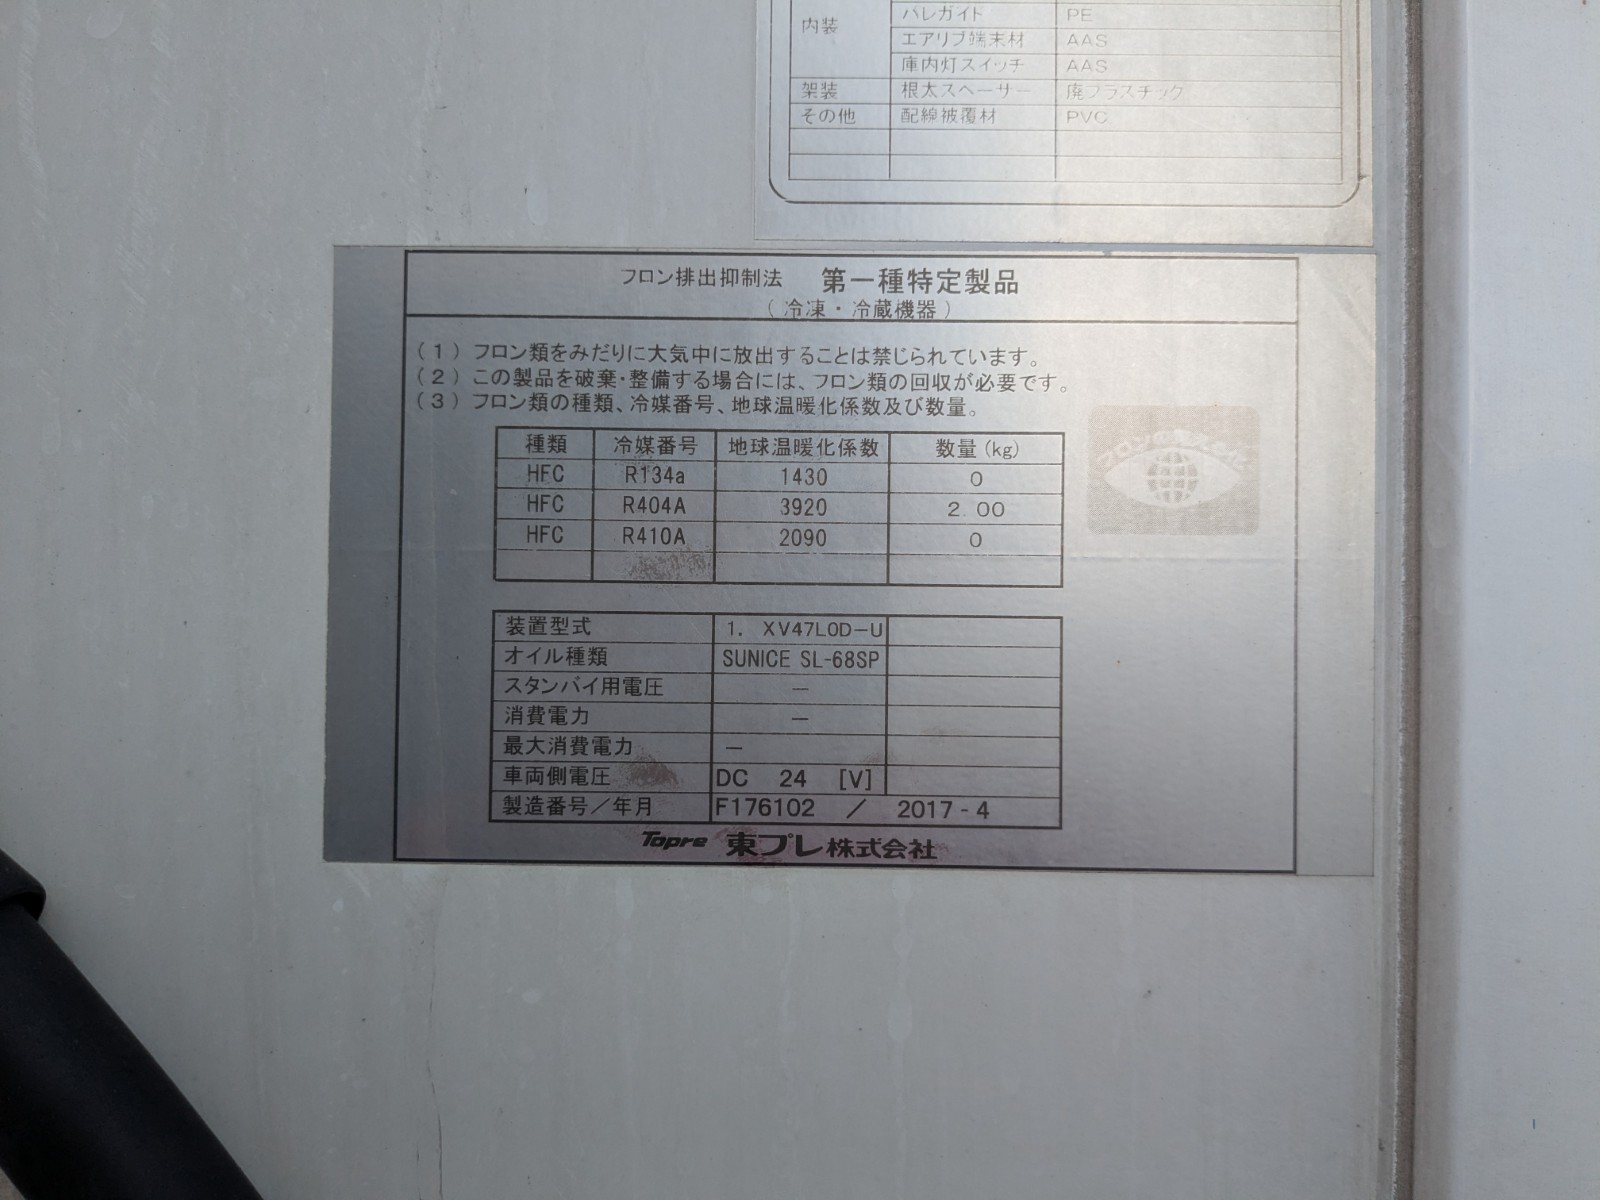 内装 バレガイト PE
エアリブ端末材 AAS
庫内灯スイッチ AAS
架装 根太スペーサー 廃プラスチック
その他 配線被覆材 PVC
フロン排出抑制法 第一種特定製品
(冷凍・冷蔵機器)
(1) フロン類をみだりに大気中に放出することは禁じられています。
(2) この製品を破棄・整備する場合には、フロン類の回収が必要です。
(3) フロン類の種類、冷媒番号、地球温暖化係数及び数量。
種類 冷媒番号 地球温暖化係数 数量(kg)
HFC R134a 1430 0
HFC R404A 3920 2.00
HFC R410A 2090 0
装置型式 1. XV47L0D-U
オイル種類 SUNICE SL-68SP
スタンバイ用電圧 —
消費電力 —
最大消費電力 —
車両側電圧 DC 24 [V]
製造番号/年月 F176102 / 2017-4
Topre 東プレ株式会社